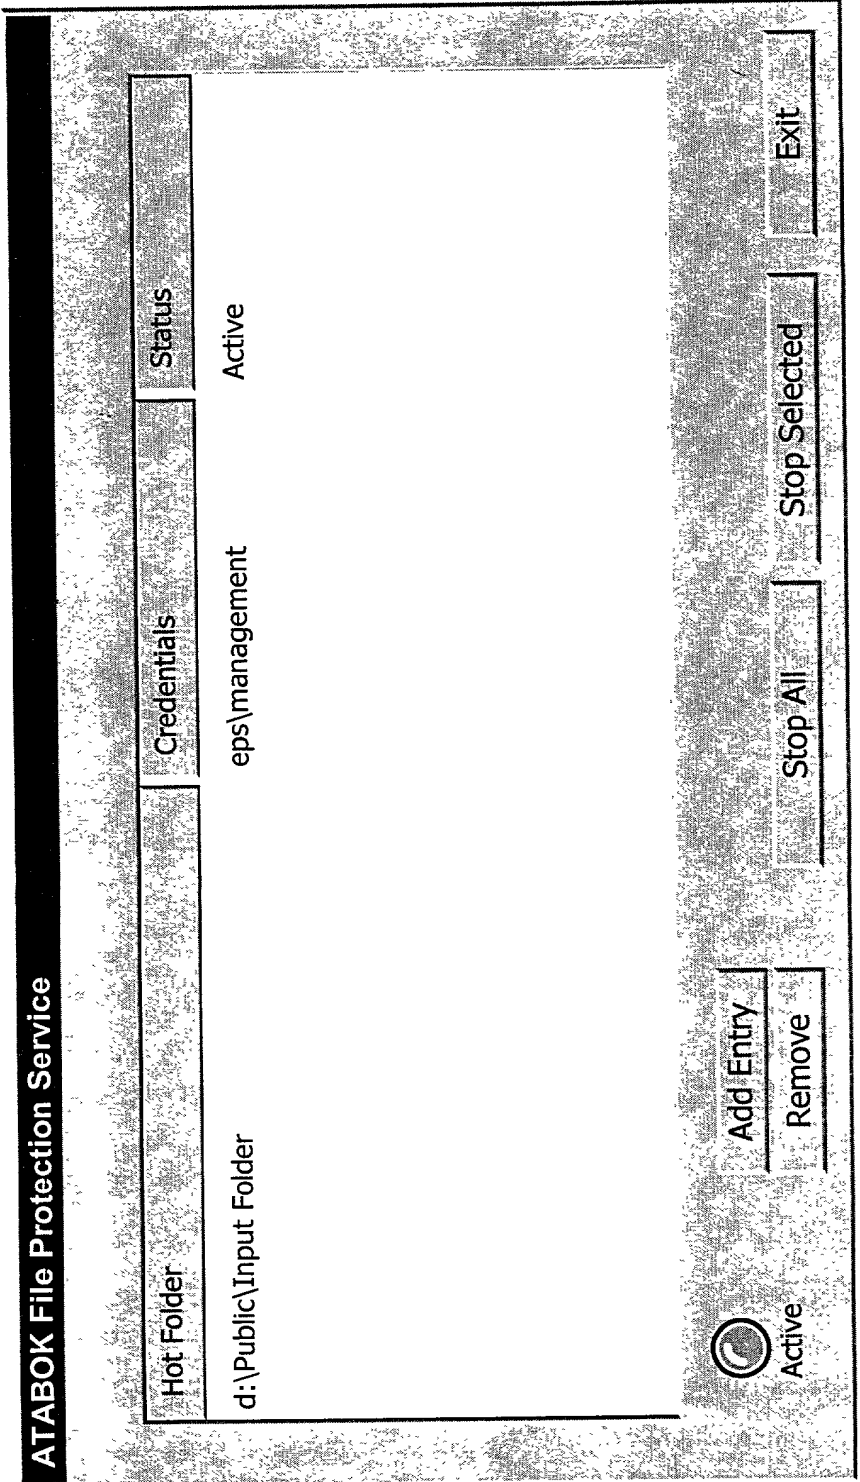 ATABOK File Protection Service
Hot Folder Credentials Status
d:\Public\Input Folder eps\management Active
Add Entry
Active Remove Stop All Stop Selected Exit